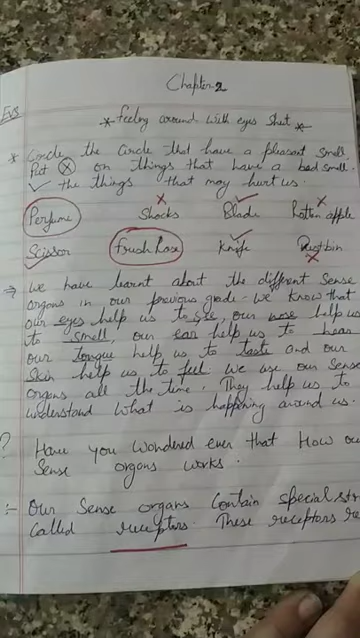 Chapter 2
EVS
* feeling around with eyes shut *
* Circle the Circle that have a pleasant smell.
Put ⊗ on things that have a bad smell.
✓ the things that may hurt us.
Perfume Shocks Blade Rotten apple
Scissor Frush Rose Knife Dustbin
⇒ We have learnt about the different Sense
organs in our previous grade. We know that
our eyes help us to see, our nose help us
to smell, our ear help us to hear
our tongue help us to taste and our
Skin help us to feel. We use our Sense
organs all the time. They help us to
understand What is happening around us.
? Have you wondered ever that How ou
Sense organs works.
:- Our Sense organs Contain special str
Called receptors. These receptors re